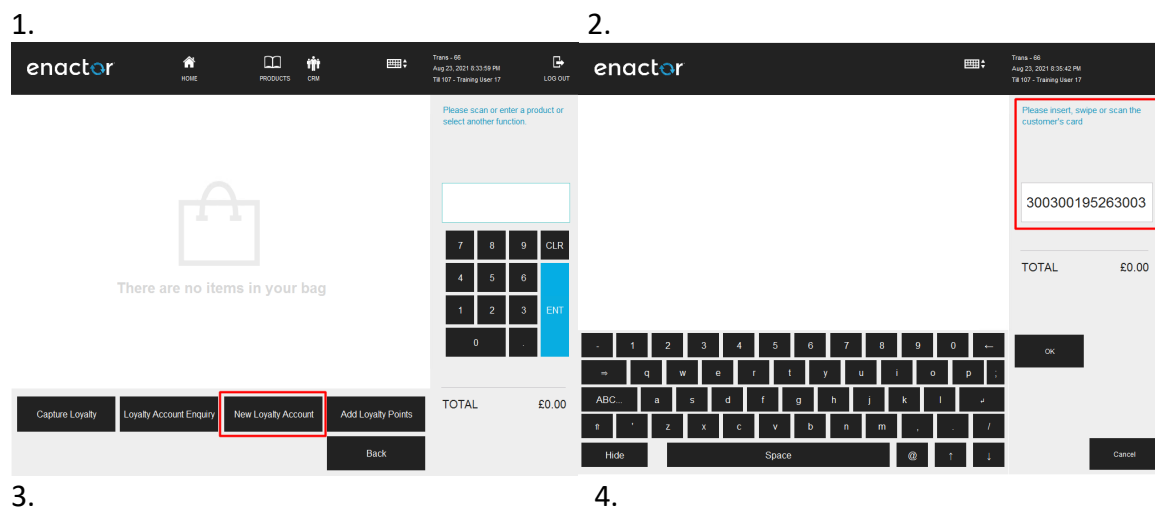 1.
2.
enactor
HOME
PRODUCTS
CRM
Trans - 66
Aug 23, 2021 8:33:59 PM
Till 107 - Training User 17
LOG OUT
Please scan or enter a product or
select another function.
There are no items in your bag
7 8 9 CLR
4 5 6
1 2 3 ENT
0 .
TOTAL £0.00
Capture Loyalty Loyalty Account Enquiry New Loyalty Account Add Loyalty Points
Back
enactor
Trans - 66
Aug 23, 2021 8:35:42 PM
Till 107 - Training User 17
Please insert, swipe or scan the
customer's card
300300195263003
TOTAL £0.00
- 1 2 3 4 5 6 7 8 9 0 ←
⇒ q w e r t y u i o p ;
ABC... a s d f g h j k l ↲
⇑ ' z x c v b n m , . /
Hide Space @ ↑ ↓
OK
Cancel
3.
4.